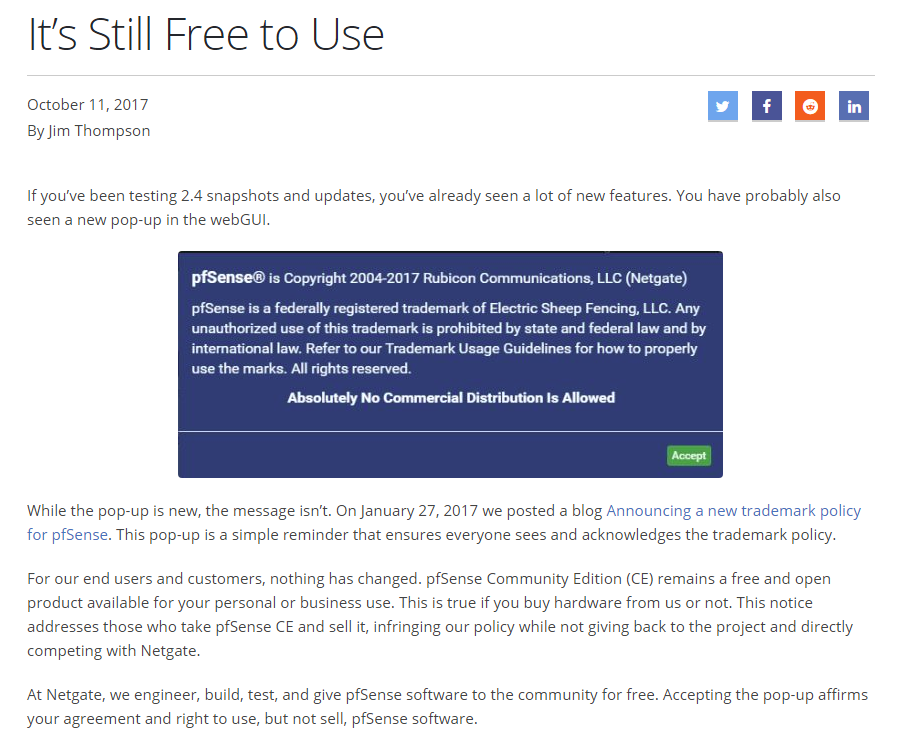 It’s Still Free to Use
October 11, 2017
By Jim Thompson
If you’ve been testing 2.4 snapshots and updates, you’ve already seen a lot of new features. You have probably also
seen a new pop-up in the webGUI.
pfSense® is Copyright 2004-2017 Rubicon Communications, LLC (Netgate)
pfSense is a federally registered trademark of Electric Sheep Fencing, LLC. Any
unauthorized use of this trademark is prohibited by state and federal law and by
international law. Refer to our Trademark Usage Guidelines for how to properly
use the marks. All rights reserved.
Absolutely No Commercial Distribution Is Allowed
Accept
While the pop-up is new, the message isn’t. On January 27, 2017 we posted a blog Announcing a new trademark policy
for pfSense. This pop-up is a simple reminder that ensures everyone sees and acknowledges the trademark policy.
For our end users and customers, nothing has changed. pfSense Community Edition (CE) remains a free and open
product available for your personal or business use. This is true if you buy hardware from us or not. This notice
addresses those who take pfSense CE and sell it, infringing our policy while not giving back to the project and directly
competing with Netgate.
At Netgate, we engineer, build, test, and give pfSense software to the community for free. Accepting the pop-up affirms
your agreement and right to use, but not sell, pfSense software.